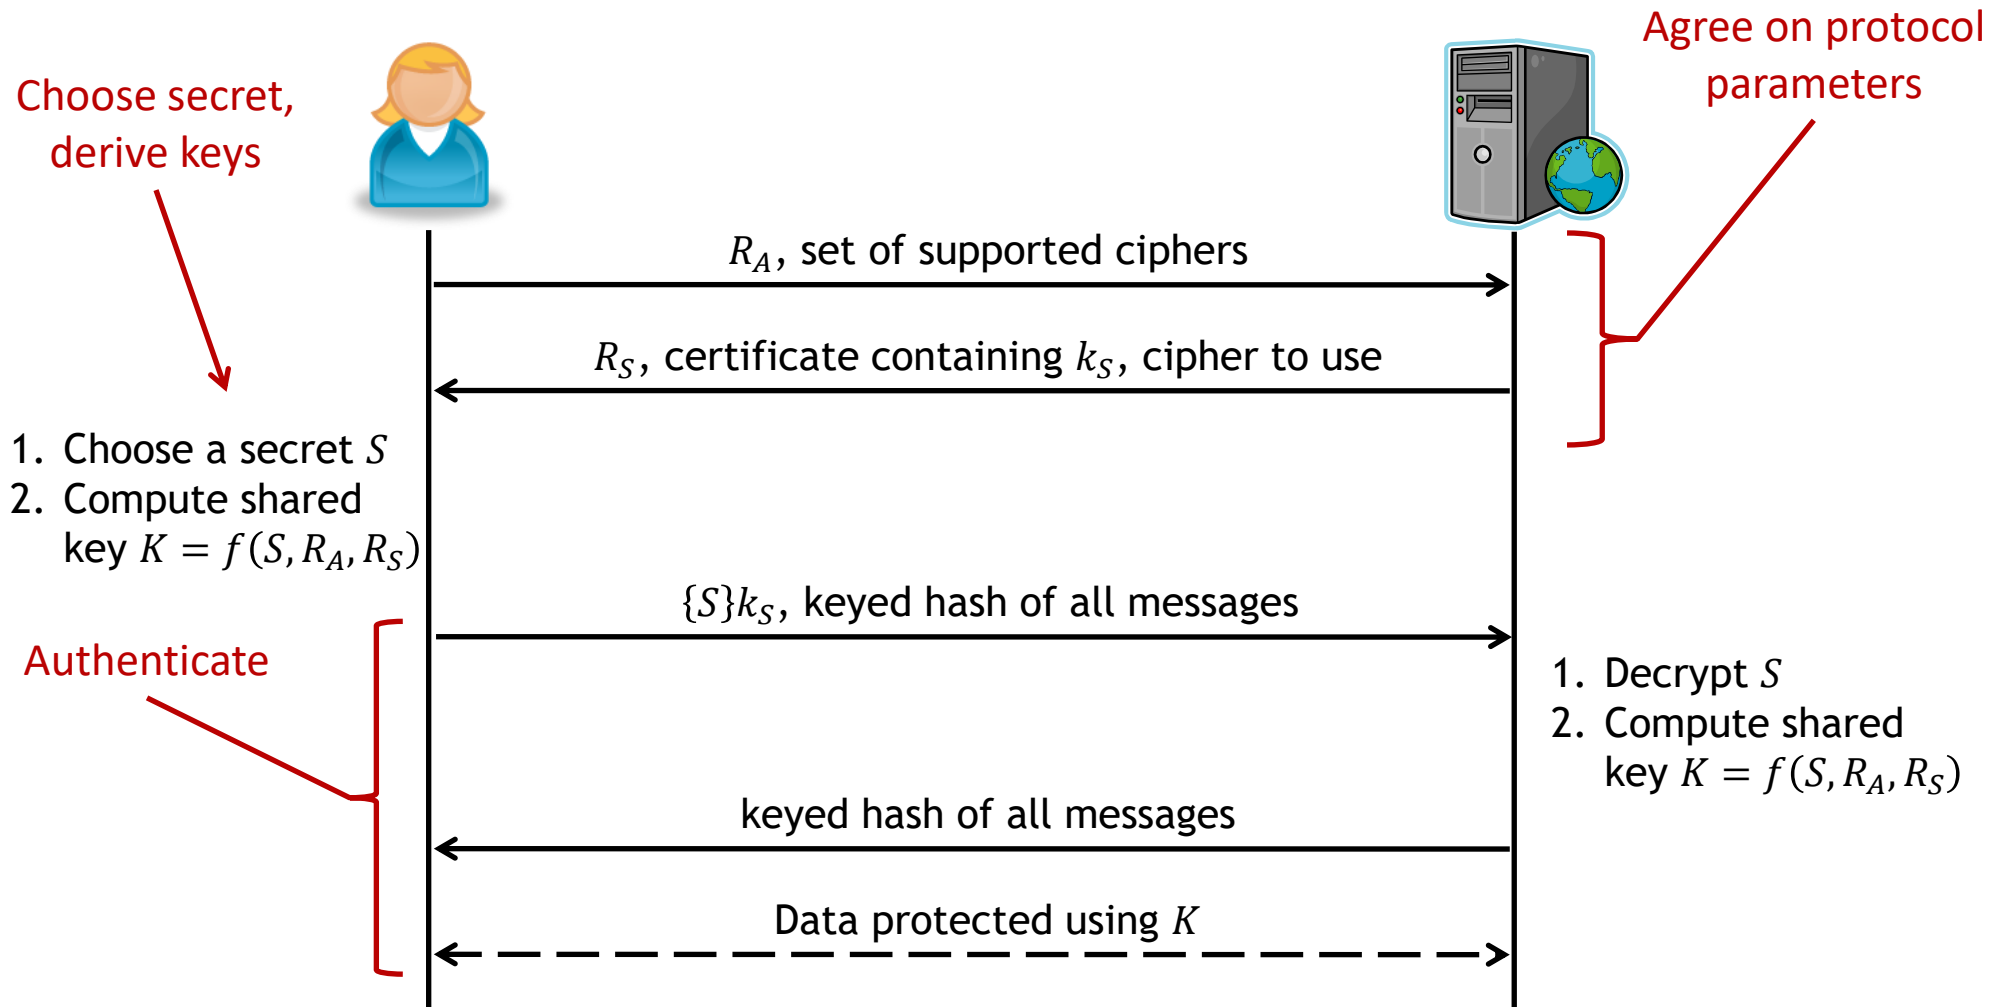 Agree on protocol
parameters
Choose secret,
derive keys
R_A, set of supported ciphers
R_S, certificate containing k_S, cipher to use
1. Choose a secret S
2. Compute shared
key K = f(S, R_A, R_S)
{S}k_S, keyed hash of all messages
Authenticate
1. Decrypt S
2. Compute shared
key K = f(S, R_A, R_S)
keyed hash of all messages
Data protected using K